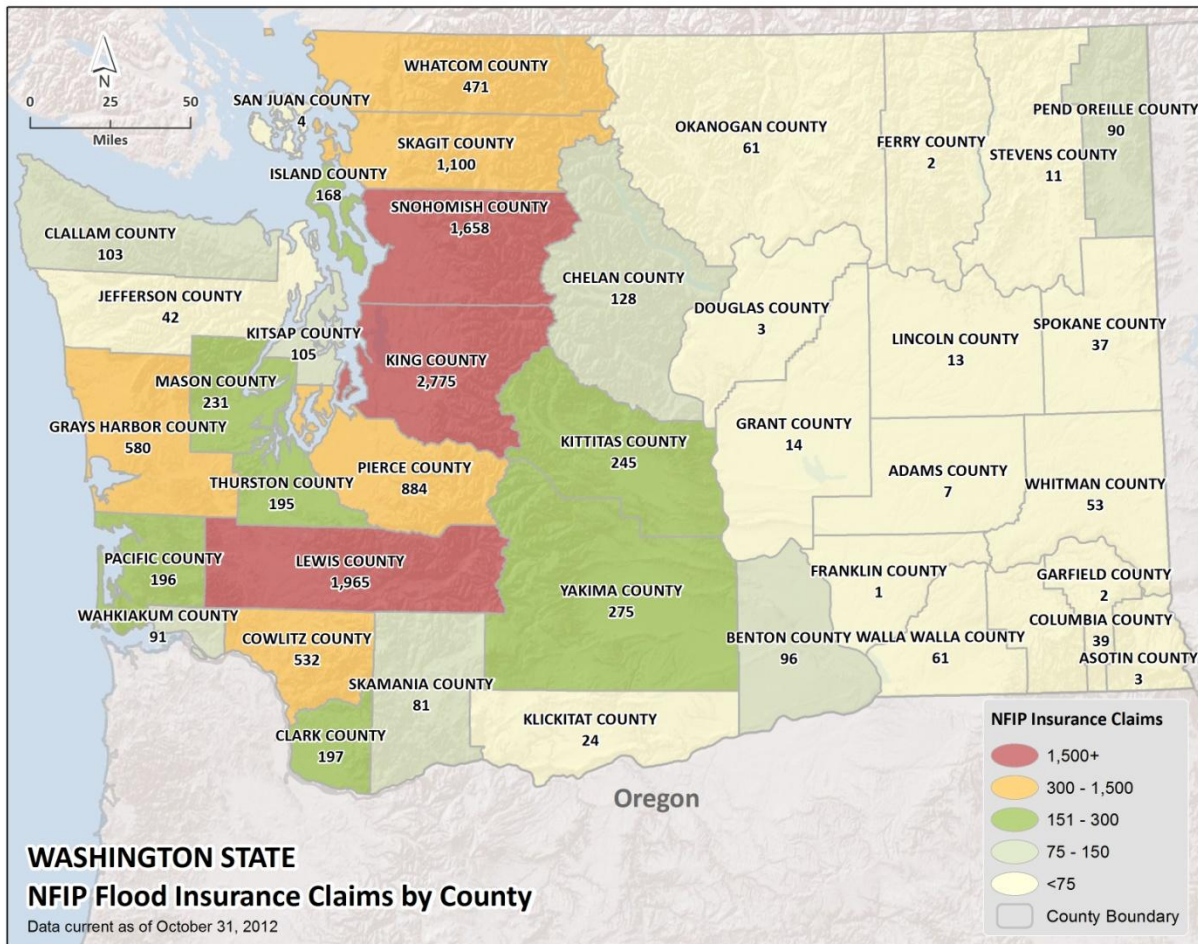 N
0 25 50
Miles
WHATCOM COUNTY
471
SAN JUAN COUNTY
4
SKAGIT COUNTY
1,100
ISLAND COUNTY
168
SNOHOMISH COUNTY
1,658
OKANOGAN COUNTY
61
FERRY COUNTY
2
STEVENS COUNTY
11
PEND OREILLE COUNTY
90
CLALLAM COUNTY
103
JEFFERSON COUNTY
42
KITSAP COUNTY
105
CHELAN COUNTY
128
DOUGLAS COUNTY
3
LINCOLN COUNTY
13
SPOKANE COUNTY
37
KING COUNTY
2,775
MASON COUNTY
231
GRAYS HARBOR COUNTY
580
KITTITAS COUNTY
245
GRANT COUNTY
14
PIERCE COUNTY
884
THURSTON COUNTY
195
ADAMS COUNTY
7
WHITMAN COUNTY
53
PACIFIC COUNTY
196
LEWIS COUNTY
1,965
YAKIMA COUNTY
275
FRANKLIN COUNTY
1
GARFIELD COUNTY
2
WAHKIAKUM COUNTY
91
COWLITZ COUNTY
532
BENTON COUNTY
96
WALLA WALLA COUNTY
61
COLUMBIA COUNTY
39
ASOTIN COUNTY
3
SKAMANIA COUNTY
81
KLICKITAT COUNTY
24
CLARK COUNTY
197
Oregon
NFIP Insurance Claims
1,500+
300 - 1,500
151 - 300
75 - 150
<75
County Boundary
WASHINGTON STATE
NFIP Flood Insurance Claims by County
Data current as of October 31, 2012